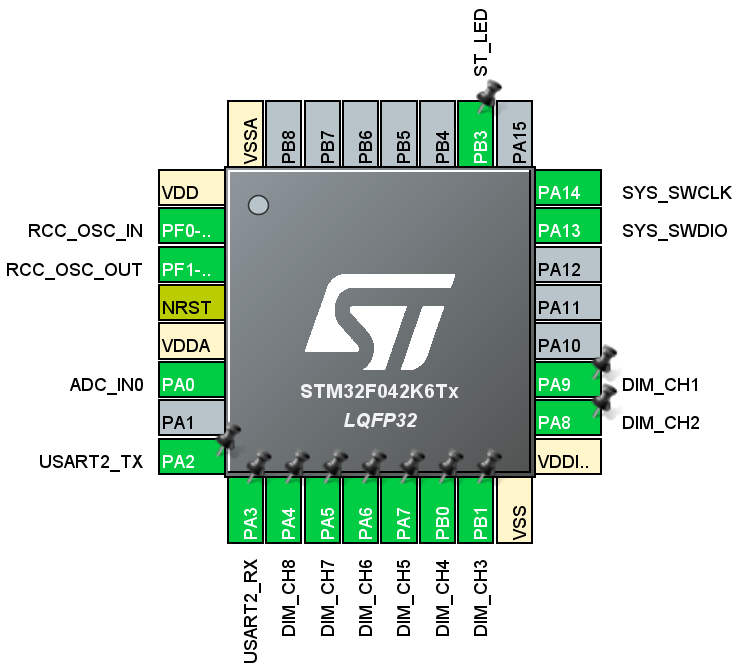 ST_LED
VSSA
PB8
PB7
PB6
PB5
PB4
PB3
PA15
VDD
RCC_OSC_IN
PF0-..
RCC_OSC_OUT
PF1-..
NRST
VDDA
ADC_IN0
PA0
PA1
USART2_TX
PA2
PA14
SYS_SWCLK
PA13
SYS_SWDIO
PA12
PA11
PA10
PA9
DIM_CH1
PA8
DIM_CH2
VDDI..
ST
STM32F042K6Tx
LQFP32
PA3
PA4
PA5
PA6
PA7
PB0
PB1
VSS
USART2_RX
DIM_CH8
DIM_CH7
DIM_CH6
DIM_CH5
DIM_CH4
DIM_CH3